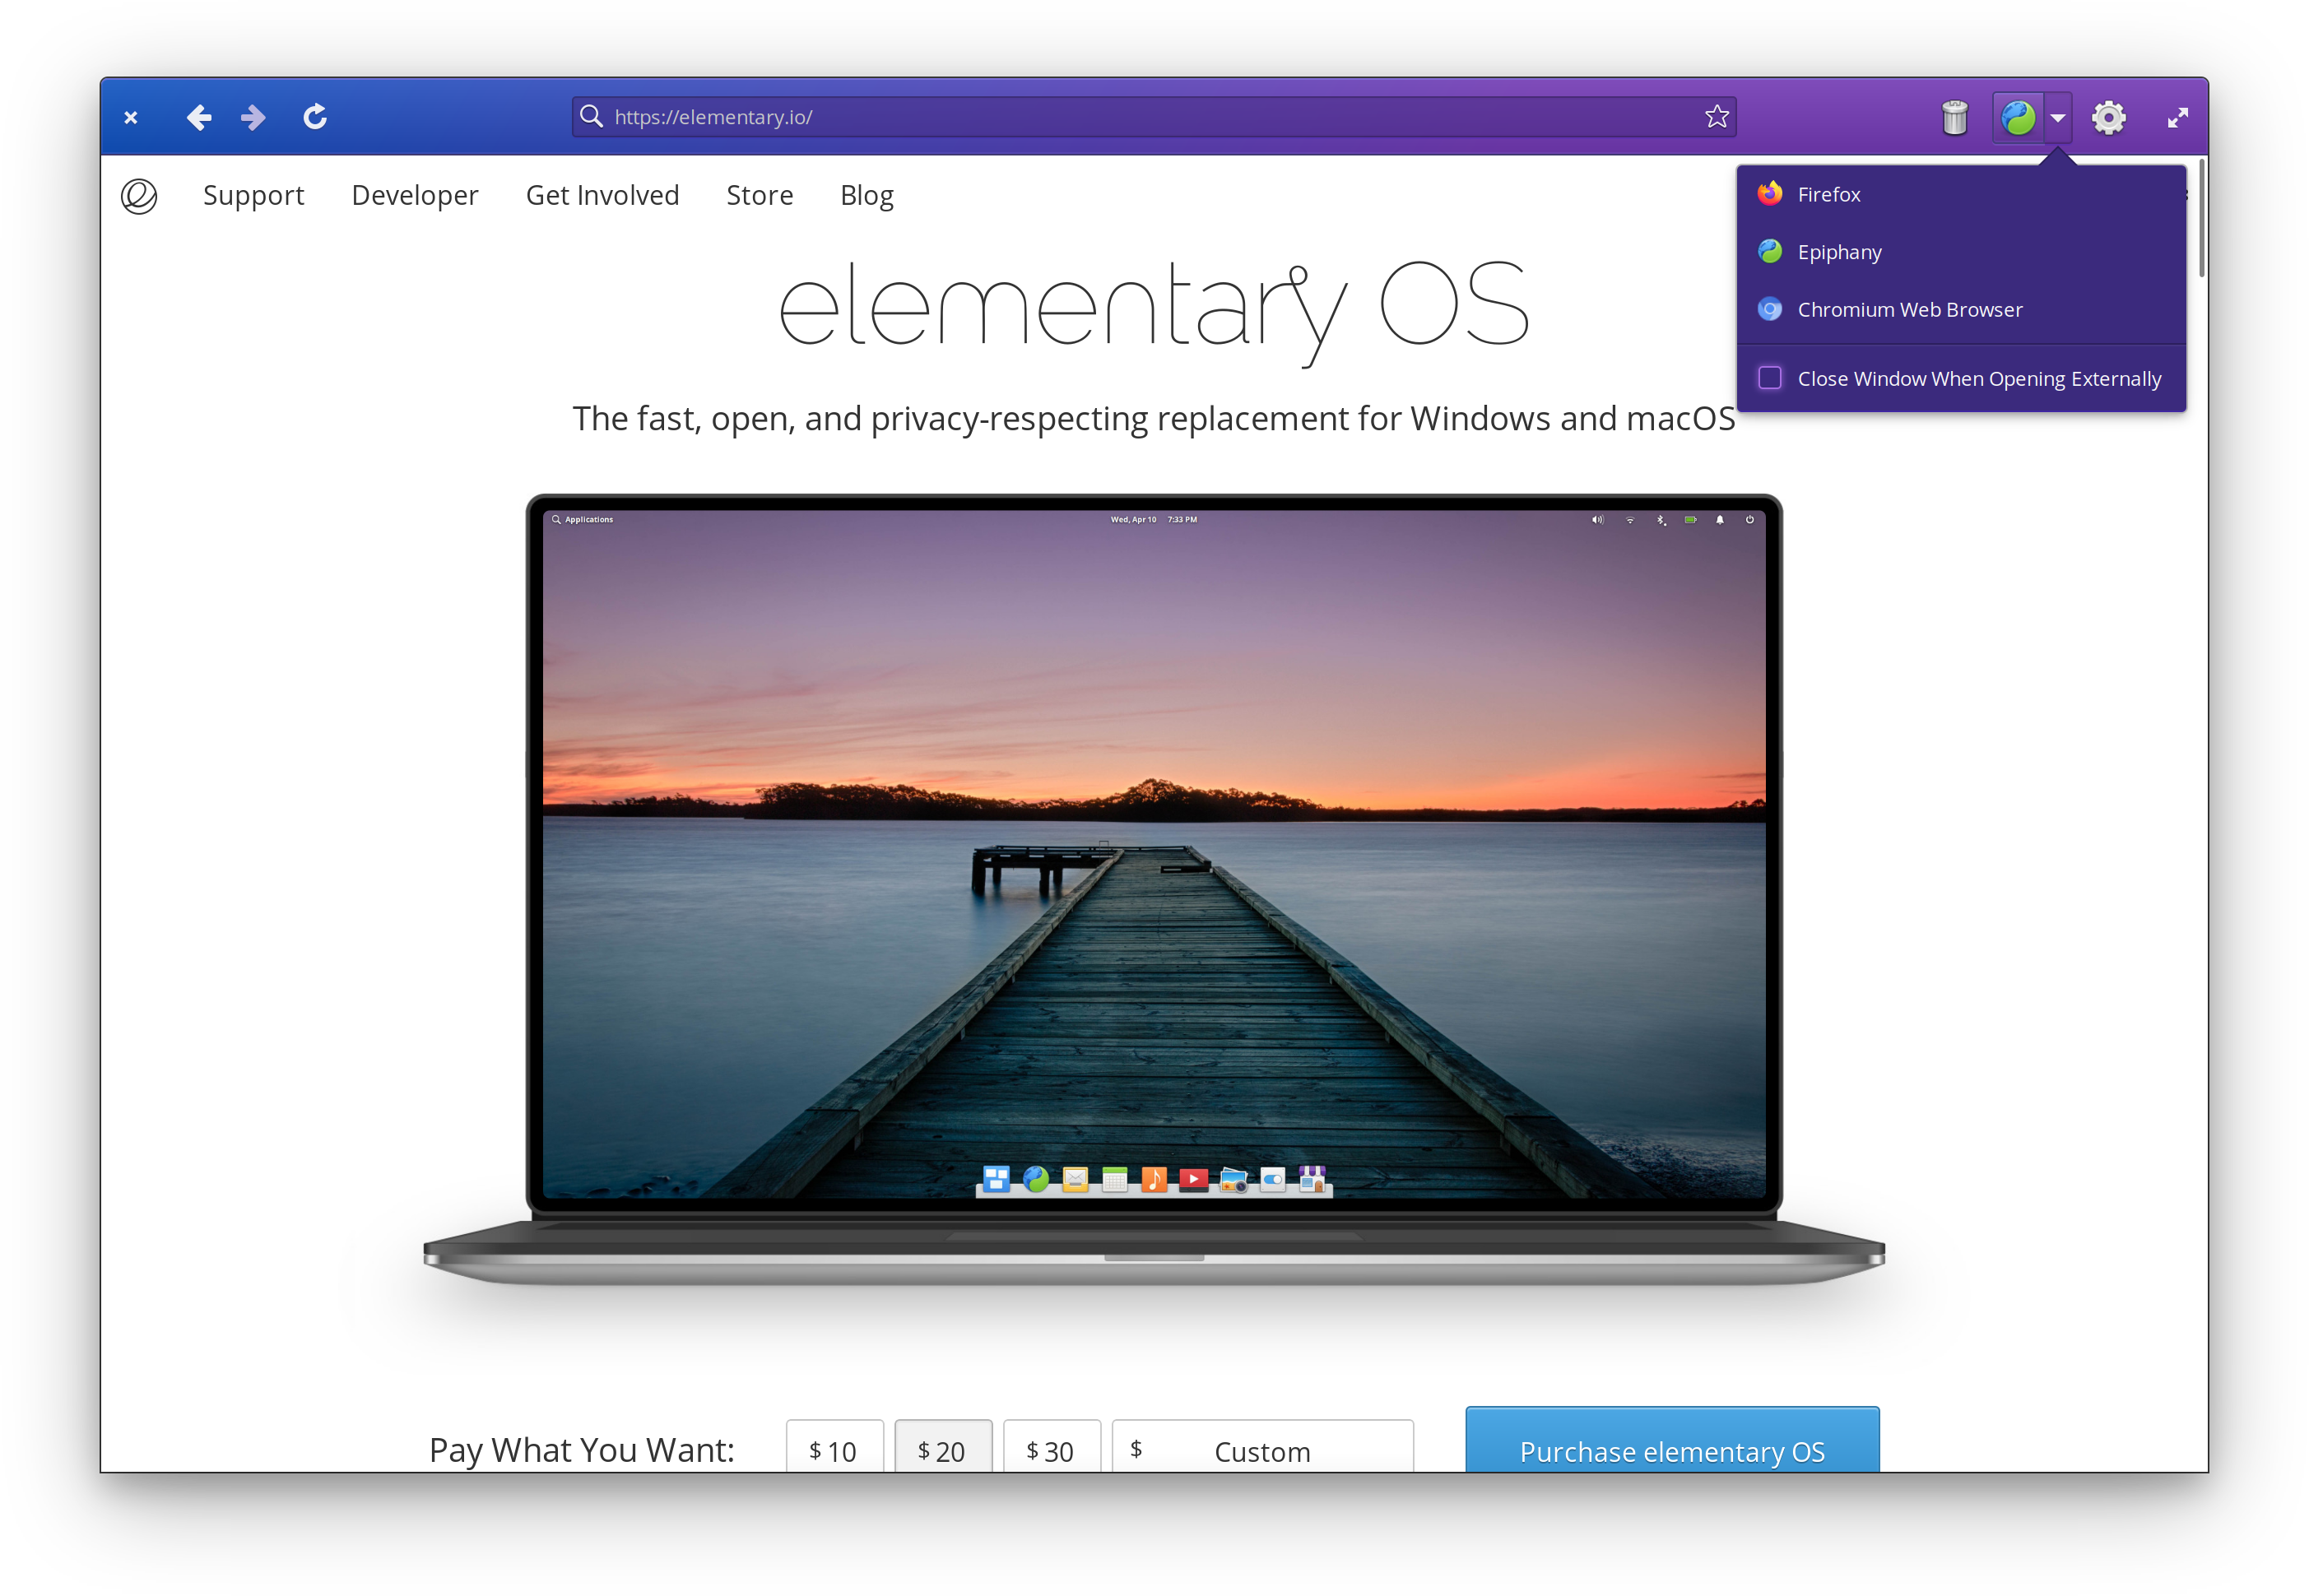 https://elementary.io/
Support Developer Get Involved Store Blog
Firefox
Epiphany
Chromium Web Browser
Close Window When Opening Externally
elementary OS
The fast, open, and privacy-respecting replacement for Windows and macOS
Applications Wed, Apr 10 7:33 PM
Pay What You Want: $ 10 $ 20 $ 30 $ Custom Purchase elementary OS